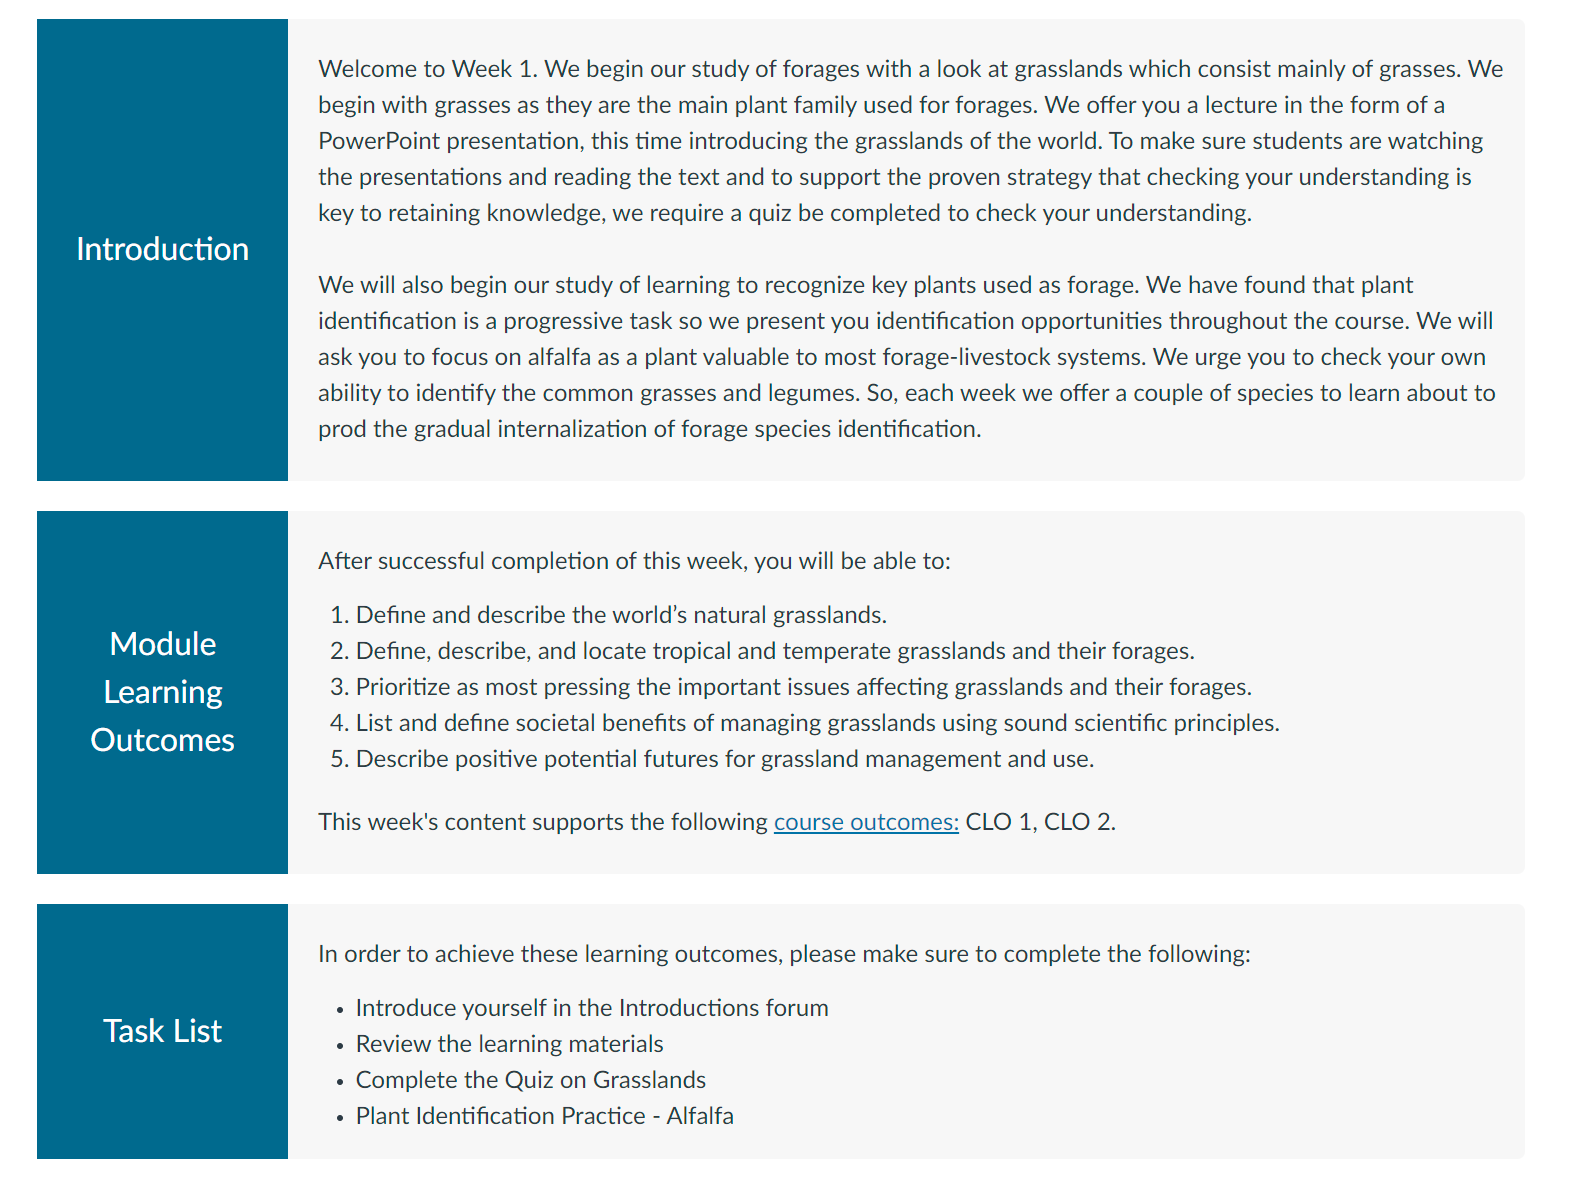 Introduction
Welcome to Week 1. We begin our study of forages with a look at grasslands which consist mainly of grasses. We
begin with grasses as they are the main plant family used for forages. We offer you a lecture in the form of a
PowerPoint presentation, this time introducing the grasslands of the world. To make sure students are watching
the presentations and reading the text and to support the proven strategy that checking your understanding is
key to retaining knowledge, we require a quiz be completed to check your understanding.
We will also begin our study of learning to recognize key plants used as forage. We have found that plant
identification is a progressive task so we present you identification opportunities throughout the course. We will
ask you to focus on alfalfa as a plant valuable to most forage-livestock systems. We urge you to check your own
ability to identify the common grasses and legumes. So, each week we offer a couple of species to learn about to
prod the gradual internalization of forage species identification.
Module
Learning
Outcomes
After successful completion of this week, you will be able to:
1. Define and describe the world’s natural grasslands.
2. Define, describe, and locate tropical and temperate grasslands and their forages.
3. Prioritize as most pressing the important issues affecting grasslands and their forages.
4. List and define societal benefits of managing grasslands using sound scientific principles.
5. Describe positive potential futures for grassland management and use.
This week's content supports the following course outcomes: CLO 1, CLO 2.
Task List
In order to achieve these learning outcomes, please make sure to complete the following:
• Introduce yourself in the Introductions forum
• Review the learning materials
• Complete the Quiz on Grasslands
• Plant Identification Practice - Alfalfa